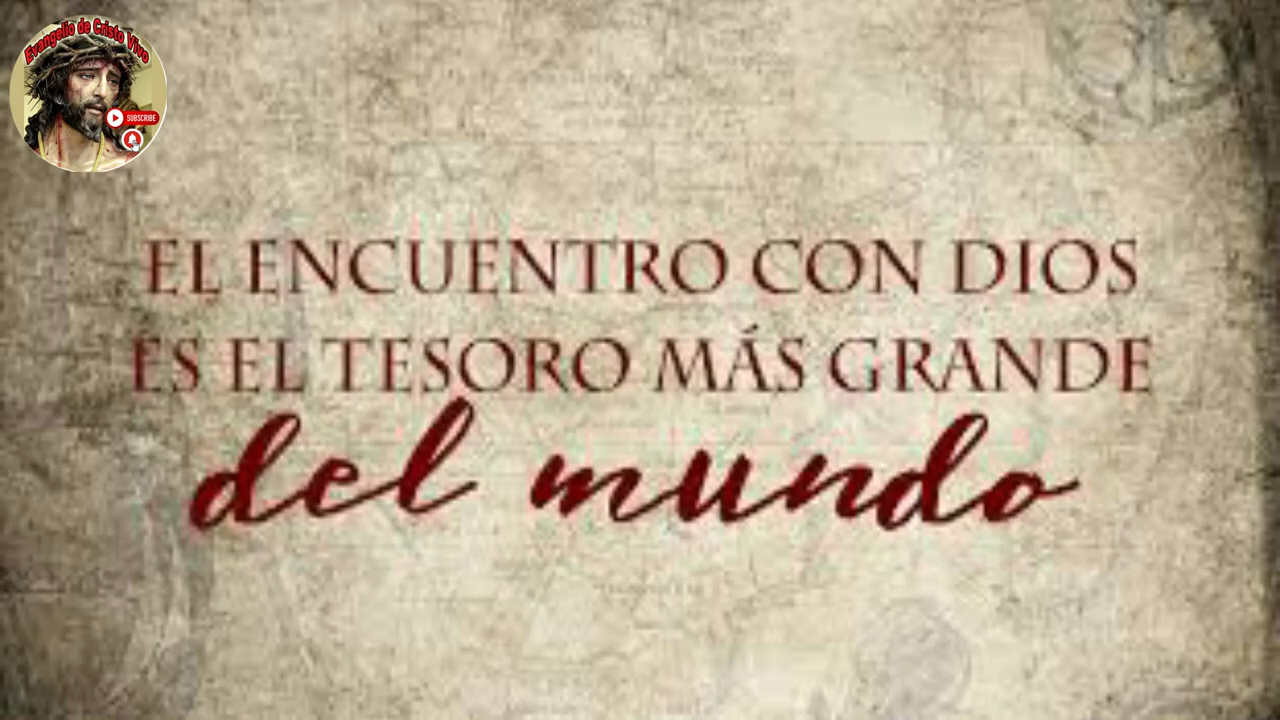 Evangelio de Cristo Vivo
SUBSCRIBE
EL ENCUENTRO CON DIOS
ES EL TESORO MÁS GRANDE
del mundo